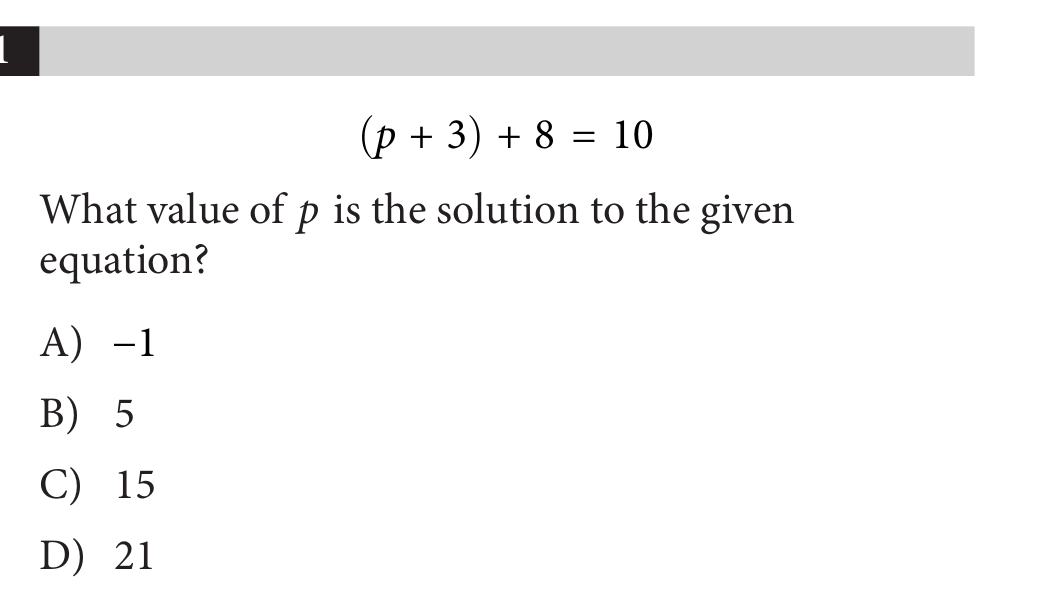 1
(p + 3) + 8 = 10
What value of p is the solution to the given
equation?
A) −1
B) 5
C) 15
D) 21